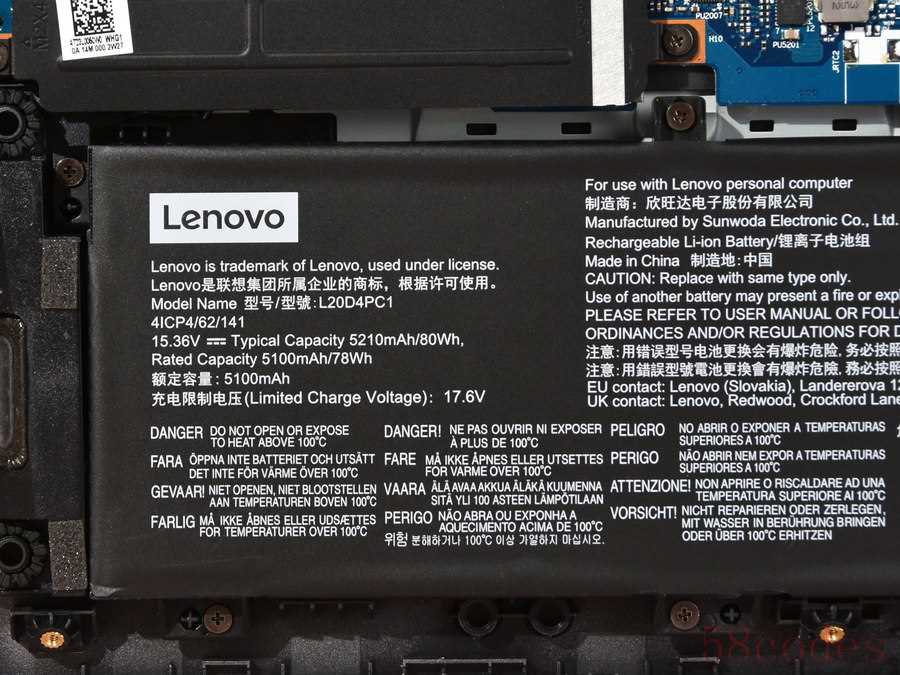 WHG1
PU2007
H10
PU5201
JRTC2
Lenovo
Lenovo is trademark of Lenovo, used under license.
Lenovo是联想集团所属企业的商标，根据许可使用。
Model Name 型号/型號:L20D4PC1
4ICP4/62/141
15.36V Typical Capacity 5210mAh/80Wh,
Rated Capacity 5100mAh/78Wh
额定容量: 5100mAh
充电限制电压(Limited Charge Voltage): 17.6V
For use with Lenovo personal computer
制造商: 欣旺达电子股份有限公司
Manufactured by Sunwoda Electronic Co., Ltd.
Rechargeable Li-ion Battery/锂离子电池组
Made in China 制造地:中国
CAUTION: Replace with same type only.
Use of another battery may present a fire or expl
PLEASE REFER TO USER MANUAL OR FOLL
ORDINANCES AND/OR REGULATIONS FOR D
注意:用错误型号电池更换会有爆炸危险, 务必按照
注意:用錯誤型號電池更換會有爆炸危險, 務必按照
EU contact: Lenovo (Slovakia), Landererova 12
UK contact: Lenovo, Redwood, Crockford Lane
DANGER DO NOT OPEN OR EXPOSE
TO HEAT ABOVE 100°C
FARA ÖPPNA INTE BATTERIET OCH UTSÄTT
DET INTE FÖR VÄRME ÖVER 100°C
GEVAAR! NIET OPENEN, NIET BLOOTSTELLEN
AAN TEMPERATUREN BOVEN 100°C
FARLIG MÅ IKKE ÅBNES ELLER UDSÆTTES
FOR TEMPERATURER OVER 100°C
DANGER! NE PAS OUVRIR NI EXPOSER
À PLUS DE 100°C
FARE MÅ IKKE ÅPNES ELLER UTSETTES
FOR VARME OVER 100°C
VAARA ÄLÄ AVAA AKKUA ÄLÄKÄ KUUMENNA
SITÄ YLI 100 ASTEEN LÄMPÖTILAAN
PERIGO NÃO ABRA OU EXPONHA A
AQUECIMENTO ACIMA DE 100°C
위험 분해하거나 100°C 이상 가열하지 마십시오.
PELIGRO NO ABRIR O EXPONER A TEMPERATURAS
SUPERIORES A 100°C
PERIGO NÃO ABRIR NEM EXPOR A TEMPERATURAS
SUPERIORES A 100°C
ATTENZIONE! NON APRIRE O RISCALDARE AD UNA
TEMPERATURA SUPERIORE AI 100°C
VORSICHT! NICHT REPARIEREN ODER ZERLEGEN,
MIT WASSER IN BERÜHRUNG BRINGEN
ODER ÜBER 100°C ERHITZEN
58codes